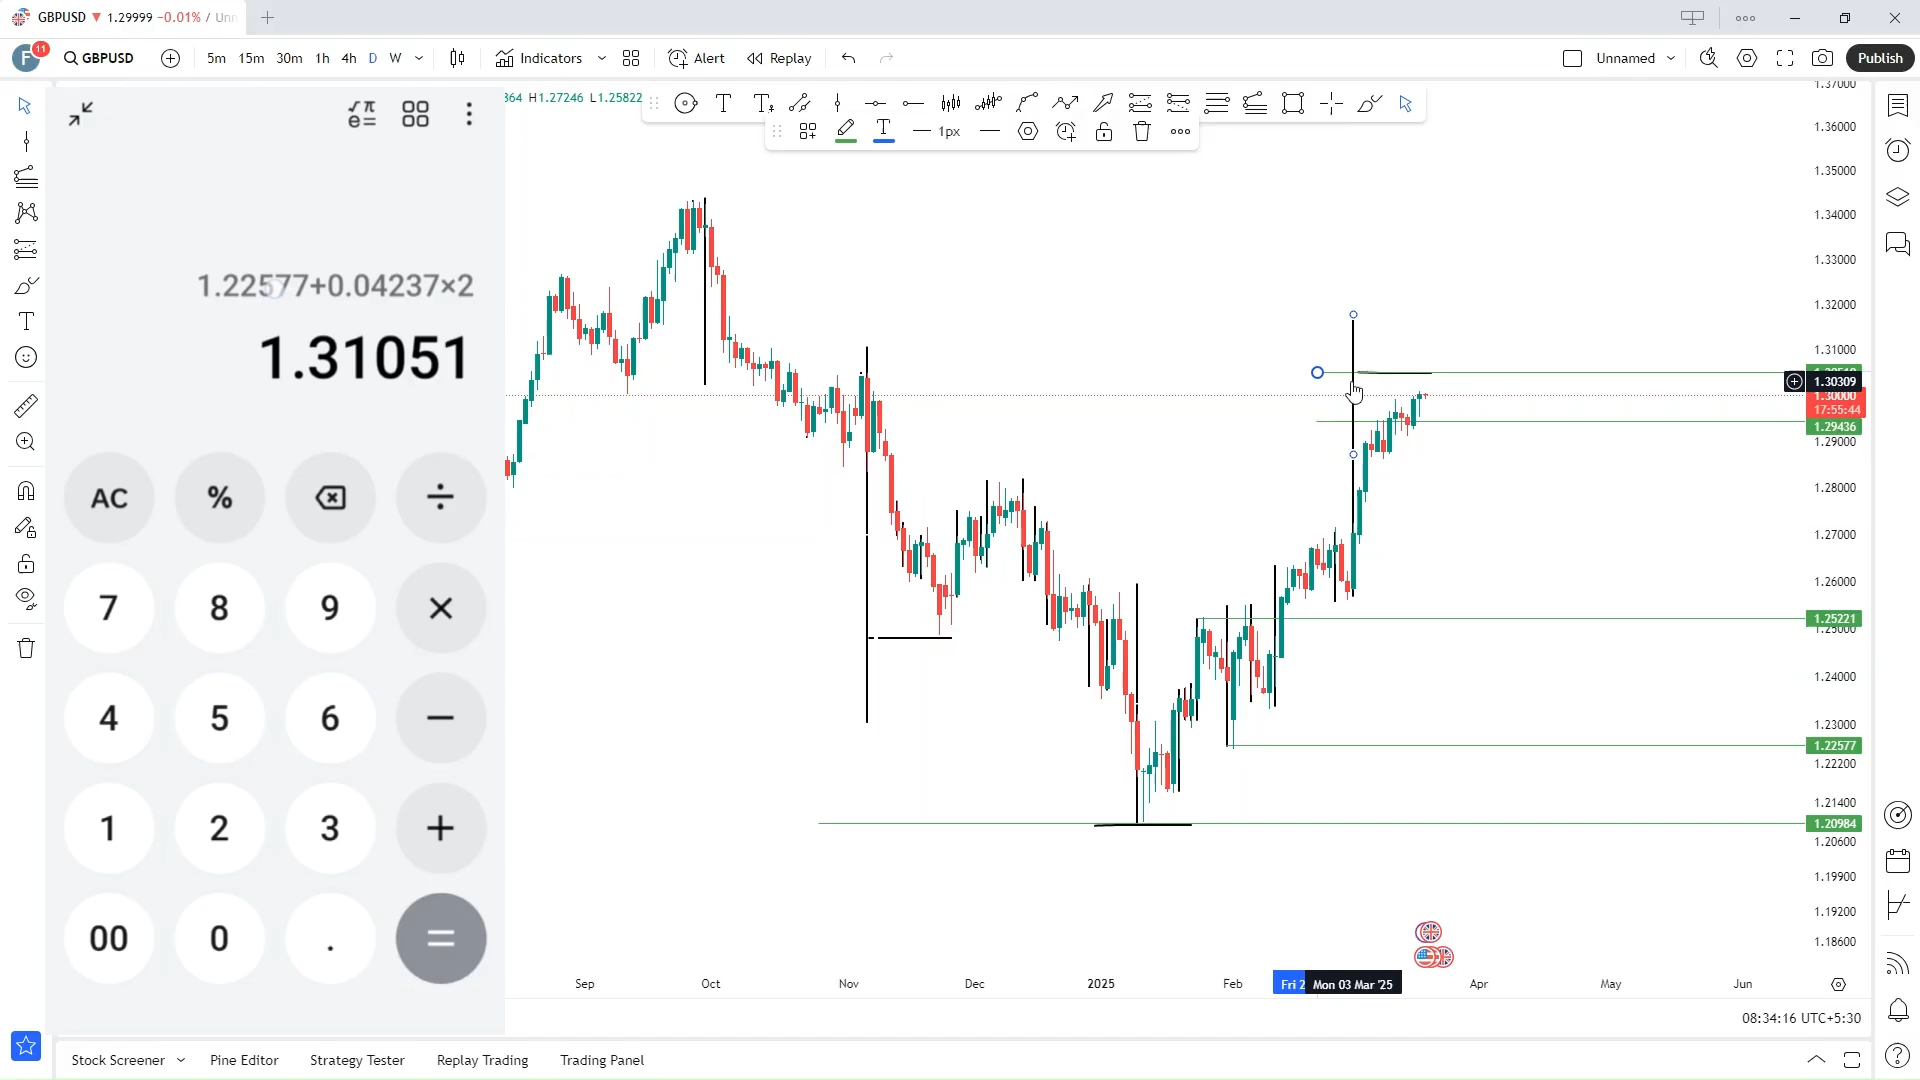 GBPUSD ▼ 1.29999 −0.01% / Unn
F 11 GBPUSD 5m 15m 30m 1h 4h D W Indicators Alert Replay Unnamed Publish
364 H1.27246 L1.25822
1px
1.22577+0.04237×2
1.31051
AC % ÷
7 8 9 ×
4 5 6 −
1 2 3 +
00 0 . =
1.37000
1.36000
1.35000
1.34000
1.33000
1.32000
1.31000
1.30309
1.30000
17:55:44
1.29436
1.29000
1.28000
1.27000
1.26000
1.25221
1.25000
1.24000
1.23000
1.22577
1.22200
1.21400
1.20984
1.20600
1.19900
1.19200
1.18600
Sep Oct Nov Dec 2025 Feb Fri 2 Mon 03 Mar '25 Apr May Jun
08:34:16 UTC+5:30
Stock Screener Pine Editor Strategy Tester Replay Trading Trading Panel